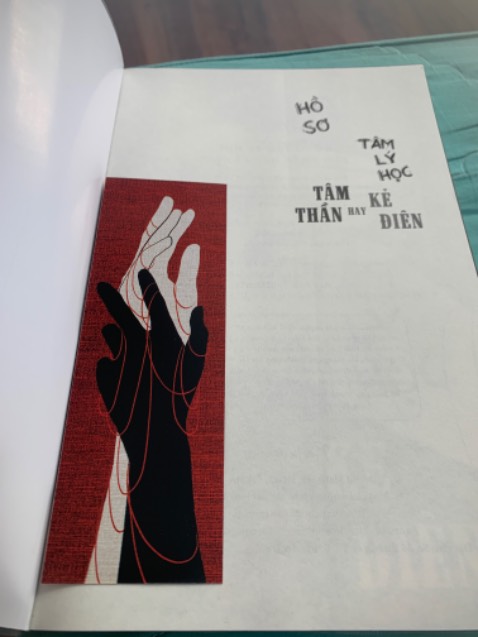 HỒ
SƠ
TÂM
LÝ
HỌC
TÂM
THẦN HAY KẺ
ĐIÊN